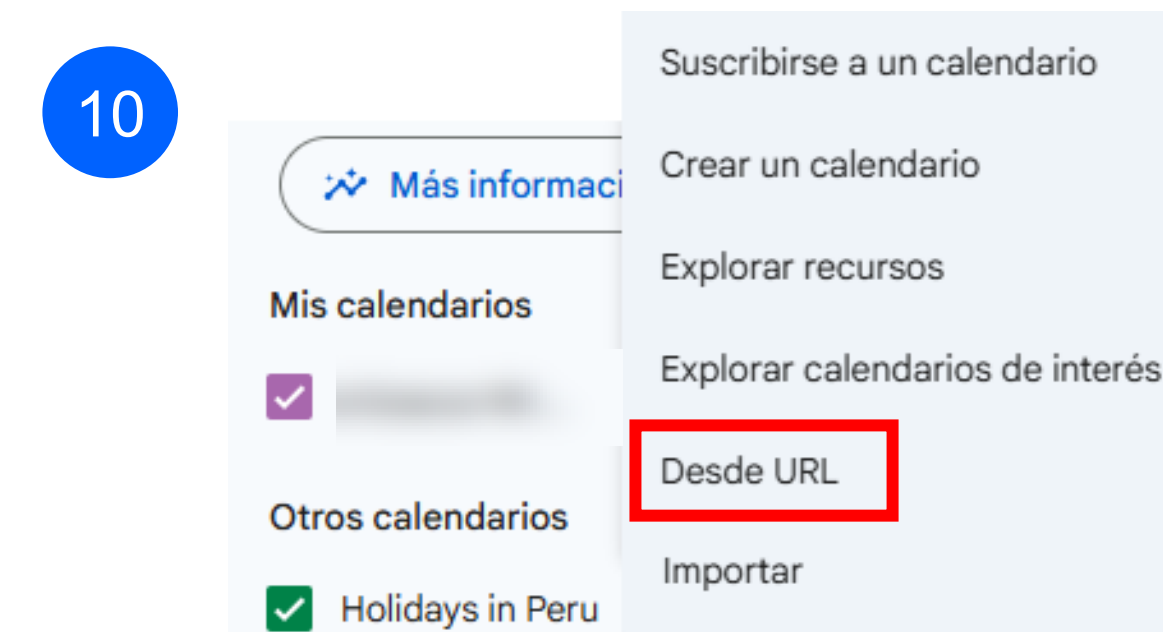 10
Más informaci
Mis calendarios
Otros calendarios
Holidays in Peru
Suscribirse a un calendario
Crear un calendario
Explorar recursos
Explorar calendarios de interés
Desde URL
Importar